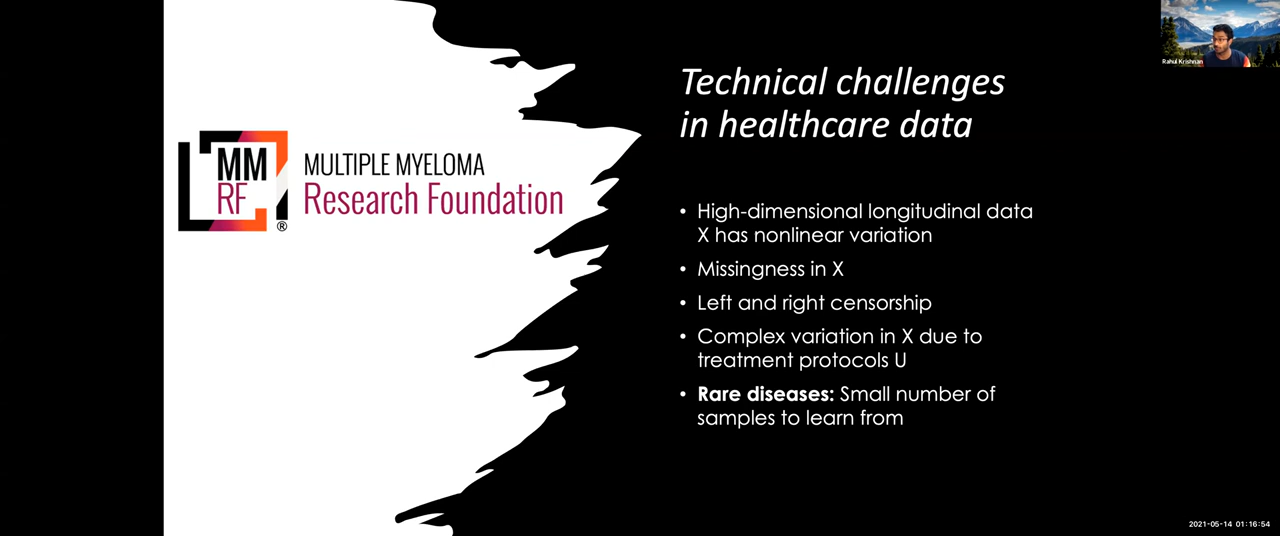 Technical challenges
in healthcare data
MM
RF
®
MULTIPLE MYELOMA
Research Foundation
• High-dimensional longitudinal data
X has nonlinear variation
• Missingness in X
• Left and right censorship
• Complex variation in X due to
treatment protocols U
• Rare diseases: Small number of
samples to learn from
Rahul Krishnan
2021-05-14 01:16:54